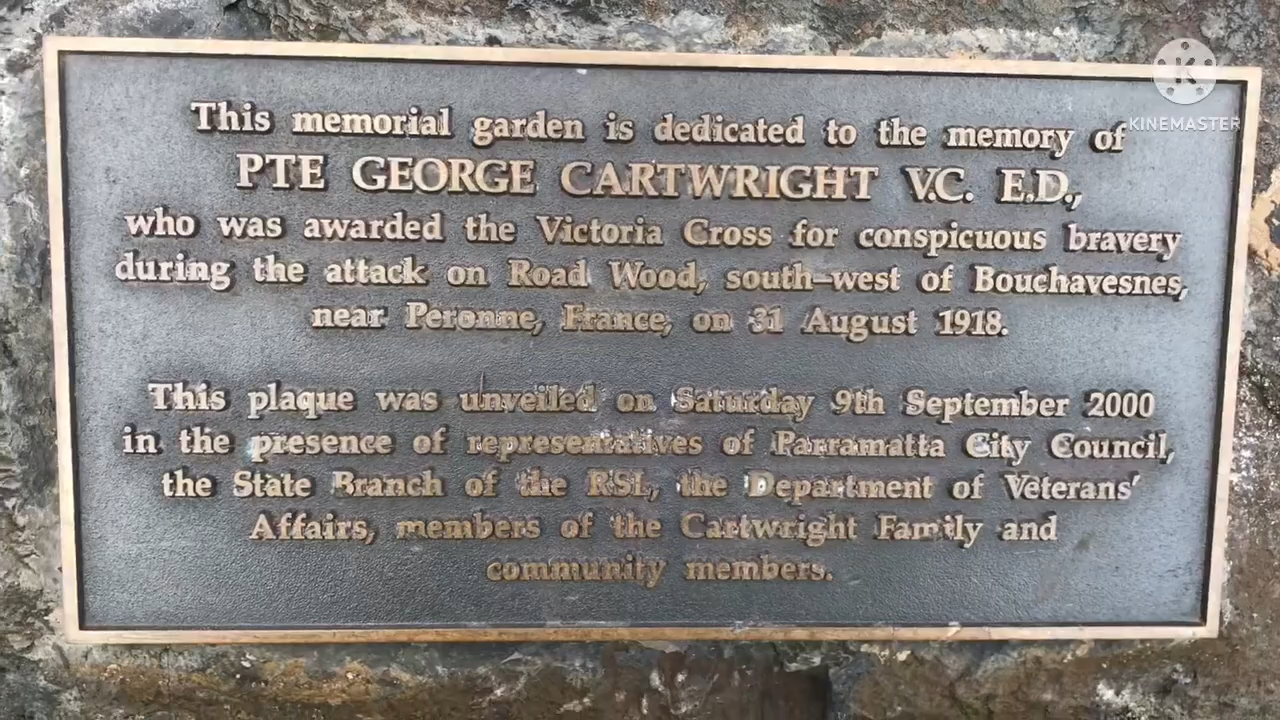 This memorial garden is dedicated to the memory of
PTE GEORGE CARTWRIGHT V.C. E.D.,
who was awarded the Victoria Cross for conspicuous bravery
during the attack on Road Wood, south-west of Bouchavesnes,
near Peronne, France, on 31 August 1918.
This plaque was unveiled on Saturday 9th September 2000
in the presence of representatives of Parramatta City Council,
the State Branch of the RSL, the Department of Veterans'
Affairs, members of the Cartwright Family and
community members.
K
KINEMASTER